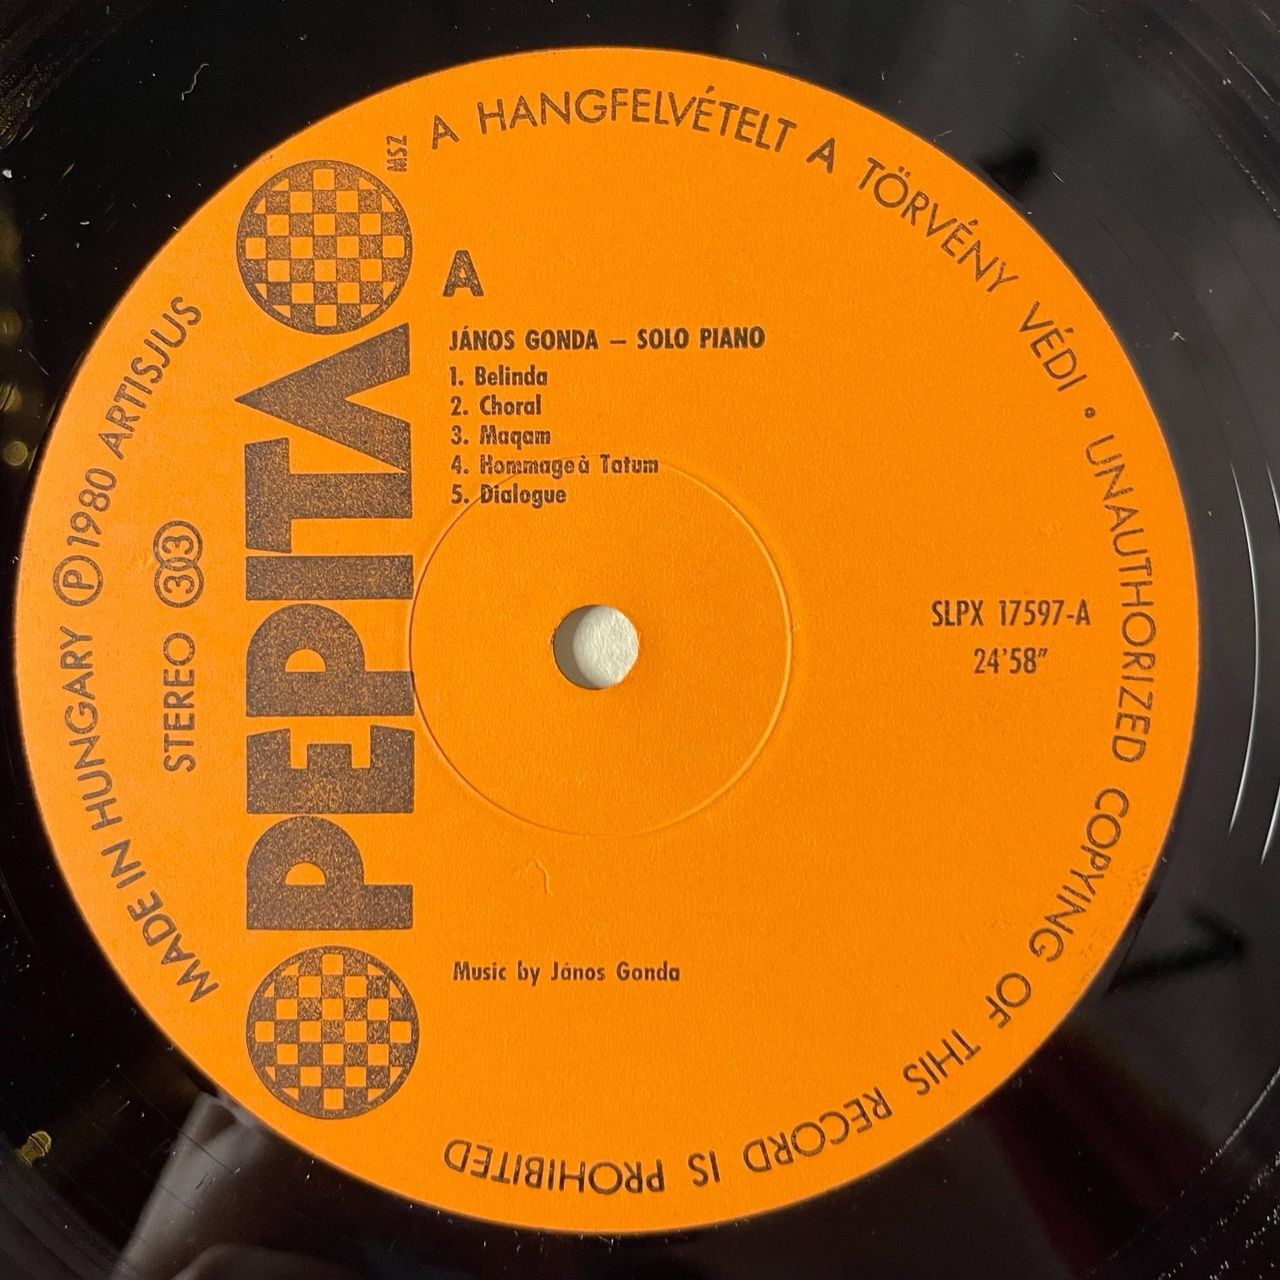 MSZ A HANGFELVÉTELT A TÖRVÉNY VÉDI • UNAUTHORIZED COPYING OF THIS RECORD IS PROHIBITED
MADE IN HUNGARY Ⓟ 1980 ARTISJUS
STEREO 33
PEPITA
A
JÁNOS GONDA – SOLO PIANO
1. Belinda
2. Choral
3. Maqam
4. Hommage à Tatum
5. Dialogue
SLPX 17597-A
24'58"
Music by János Gonda